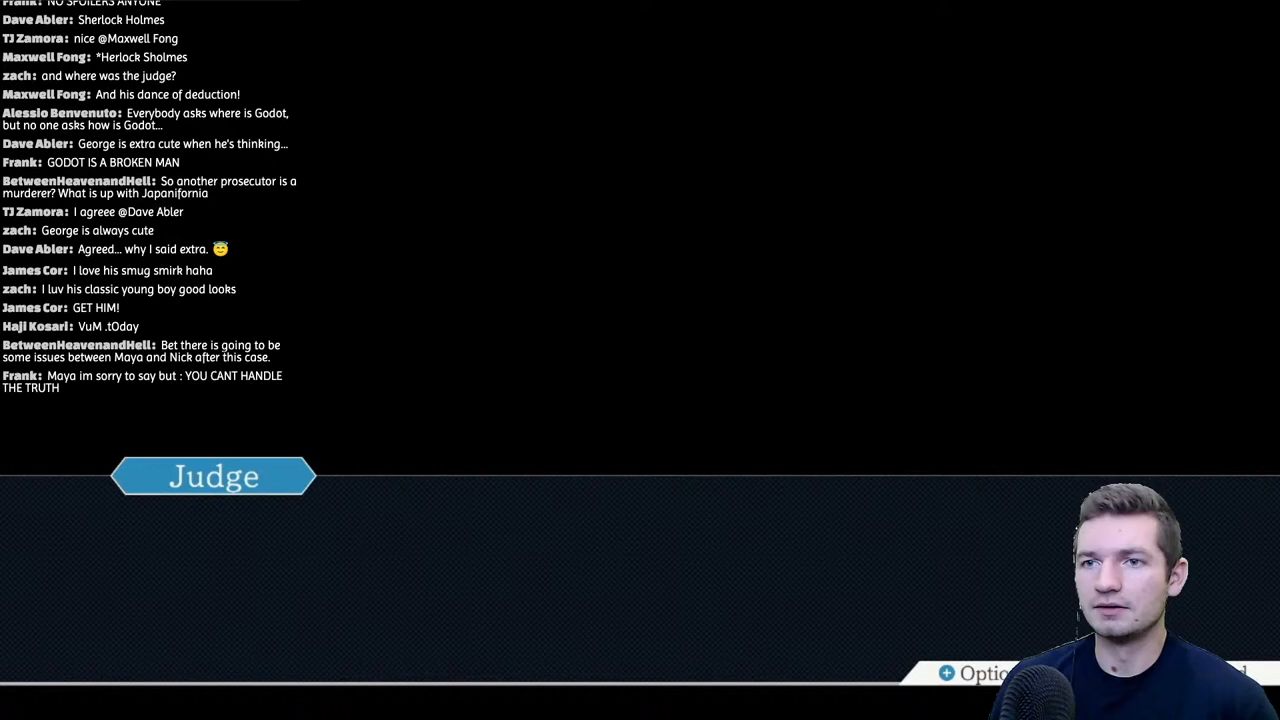 Frank: NO SPOILERS ANYONE
Dave Abler: Sherlock Holmes
TJ Zamora: nice @Maxwell Fong
Maxwell Fong: *Herlock Sholmes
zach: and where was the judge?
Maxwell Fong: And his dance of deduction!
Alessio Benvenuto: Everybody asks where is Godot,
but no one asks how is Godot...
Dave Abler: George is extra cute when he's thinking...
Frank: GODOT IS A BROKEN MAN
BetweenHeavenandHell: So another prosecutor is a
murderer? What is up with Japanifornia
TJ Zamora: I agreee @Dave Abler
zach: George is always cute
Dave Abler: Agreed... why I said extra. 😇
James Cor: I love his smug smirk haha
zach: I luv his classic young boy good looks
James Cor: GET HIM!
Haji Kosari: VuM .tOday
BetweenHeavenandHell: Bet there is going to be
some issues between Maya and Nick after this case.
Frank: Maya im sorry to say but : YOU CANT HANDLE
THE TRUTH
Judge